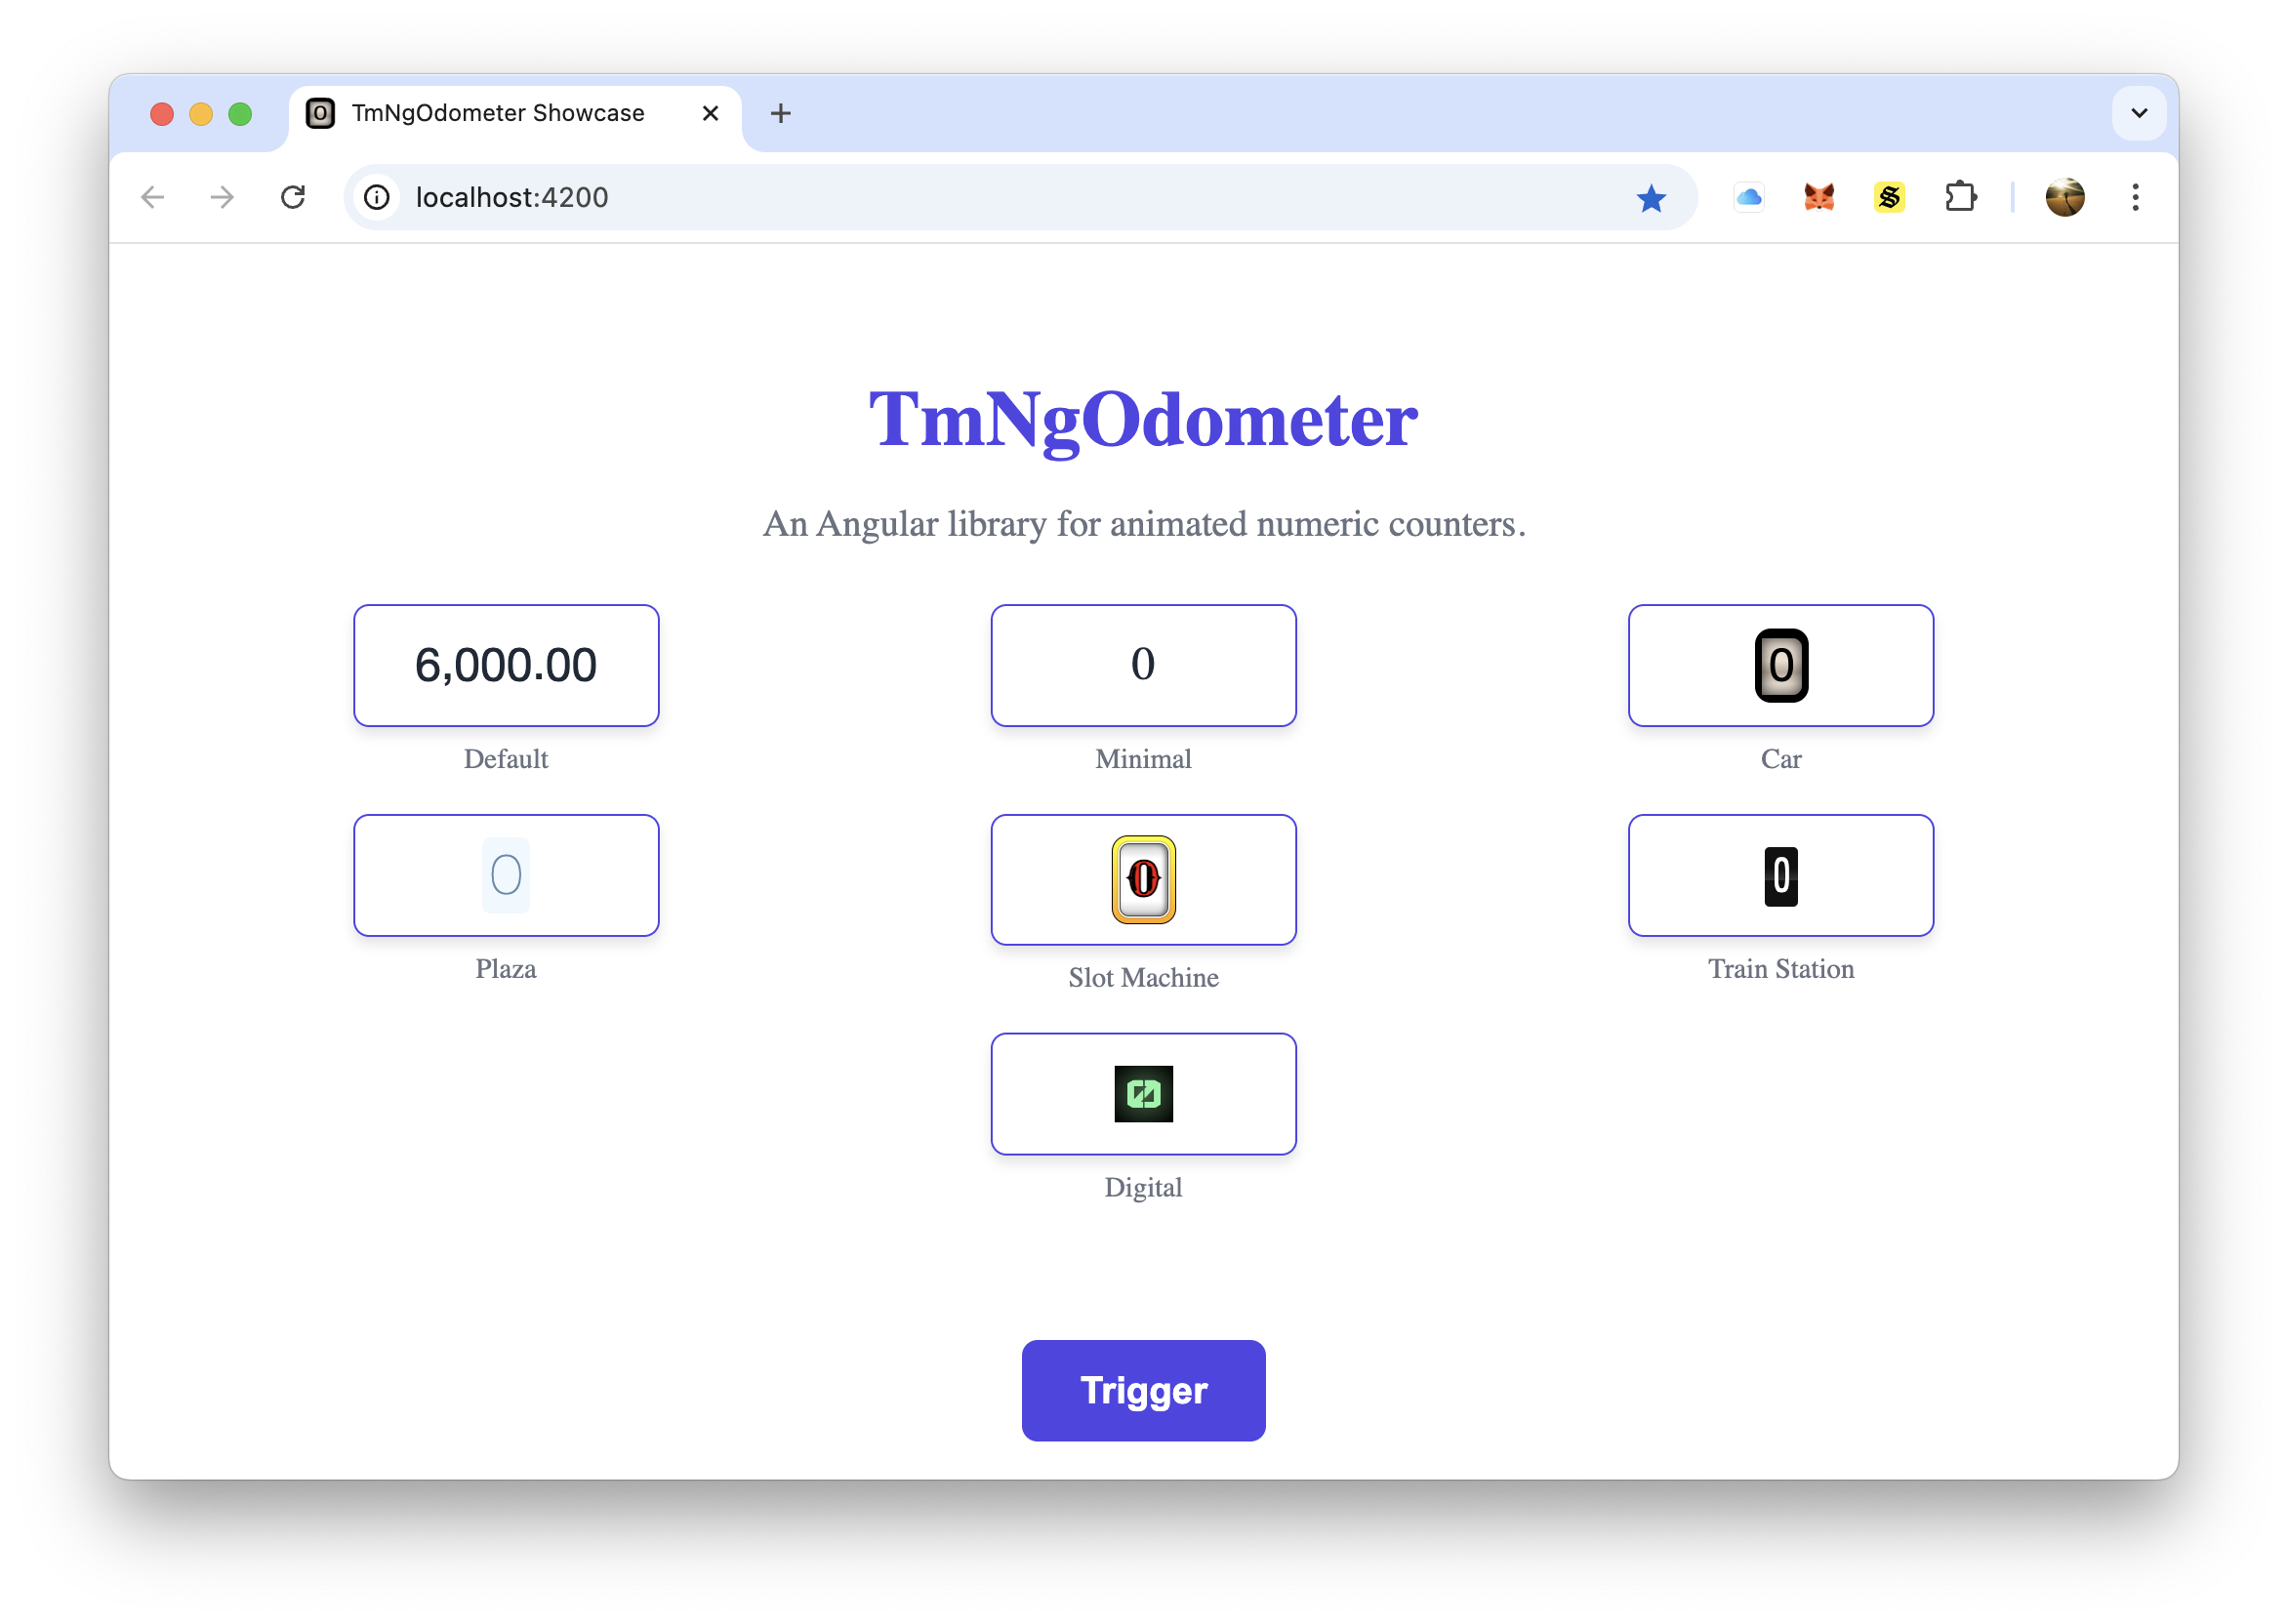 TmNgOdometer Showcase
localhost:4200
TmNgOdometer
An Angular library for animated numeric counters.
6,000.00
0
0
Default
Minimal
Car
0
0
0
Plaza
Slot Machine
Train Station
0
Digital
Trigger